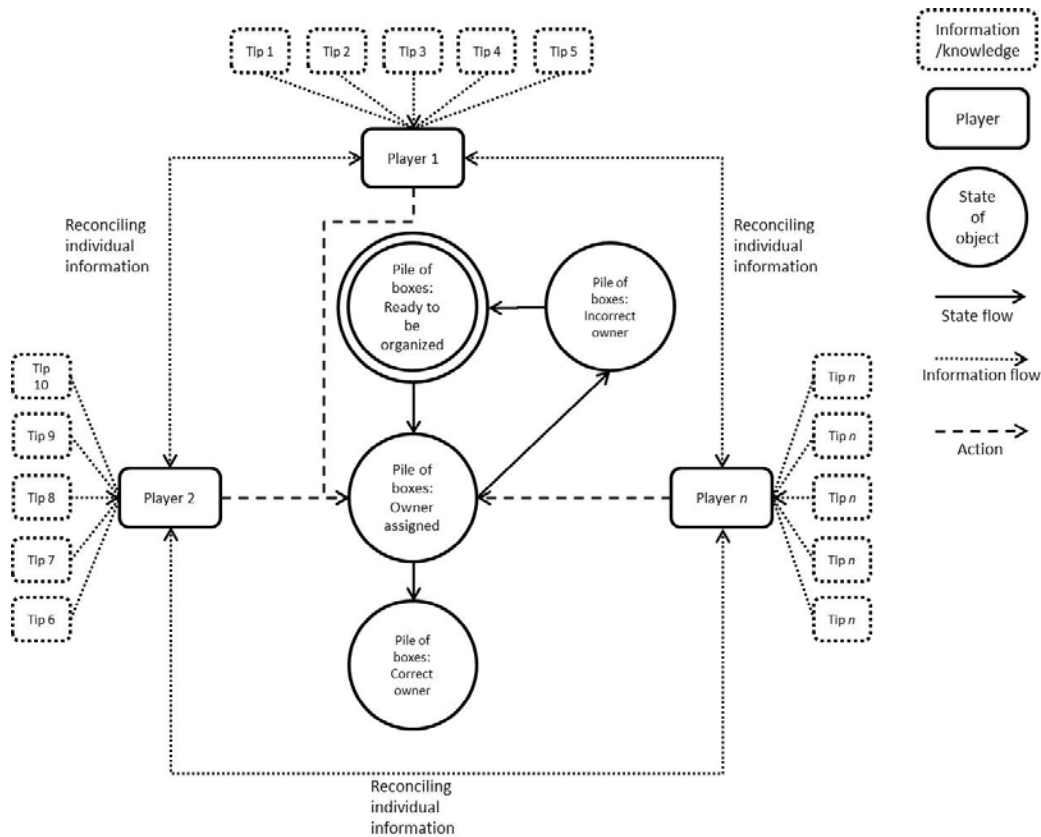 Tip 1
Tip 2
Tip 3
Tip 4
Tip 5
Information
/knowledge
Player 1
Player
Reconciling
individual
information
Reconciling
individual
information
State
of
object
Pile of
boxes:
Ready to
be
organized
Pile of
boxes:
Incorrect
owner
State flow
Information flow
Action
Tip
10
Tip 9
Tip 8
Tip 7
Tip 6
Player 2
Pile of
boxes:
Owner
assigned
Player n
Tip n
Tip n
Tip n
Tip n
Tip n
Pile of
boxes:
Correct
owner
Reconciling
individual
information